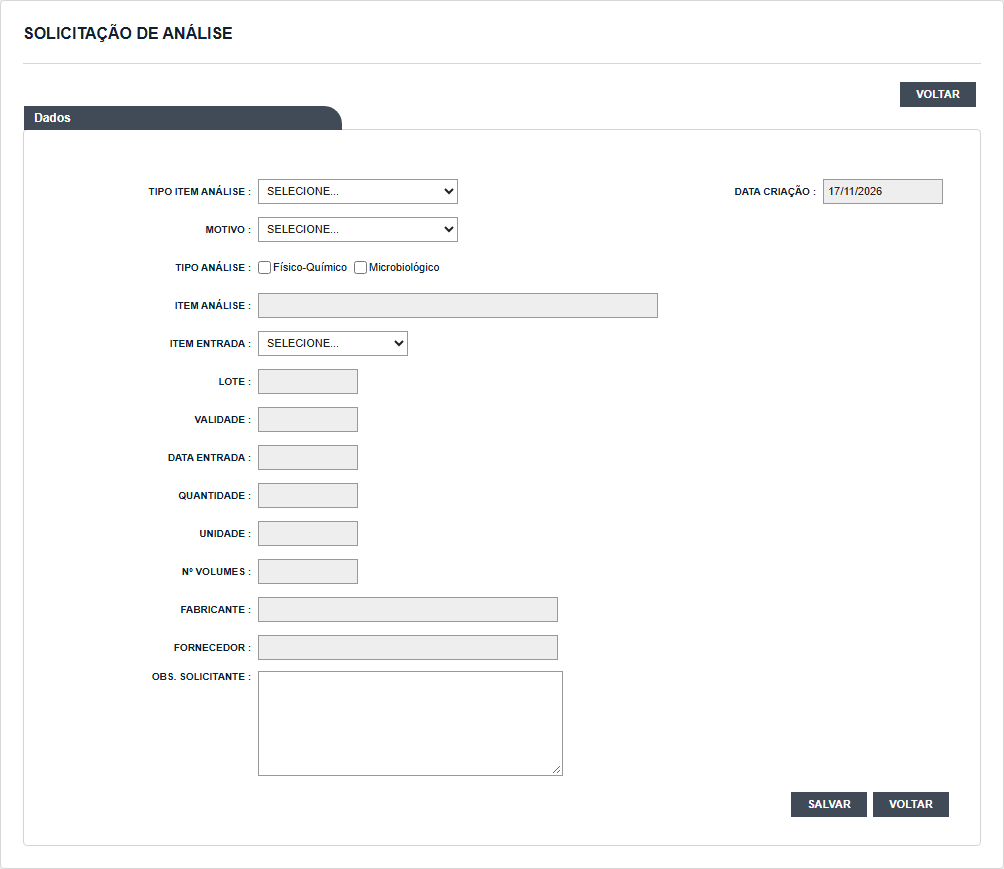 SOLICITAÇÃO DE ANÁLISE
VOLTAR
Dados
TIPO ITEM ANÁLISE : SELECIONE... DATA CRIAÇÃO : 17/11/2026
MOTIVO : SELECIONE...
TIPO ANÁLISE : Físico-Químico Microbiológico
ITEM ANÁLISE :
ITEM ENTRADA : SELECIONE...
LOTE :
VALIDADE :
DATA ENTRADA :
QUANTIDADE :
UNIDADE :
Nº VOLUMES :
FABRICANTE :
FORNECEDOR :
OBS. SOLICITANTE :
SALVAR VOLTAR